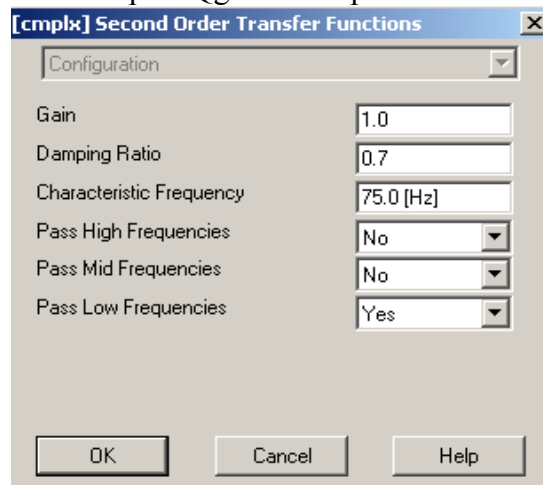 [cmplx] Second Order Transfer Functions
Configuration
Gain 1.0
Damping Ratio 0.7
Characteristic Frequency 75.0 [Hz]
Pass High Frequencies No
Pass Mid Frequencies No
Pass Low Frequencies Yes
OK Cancel Help